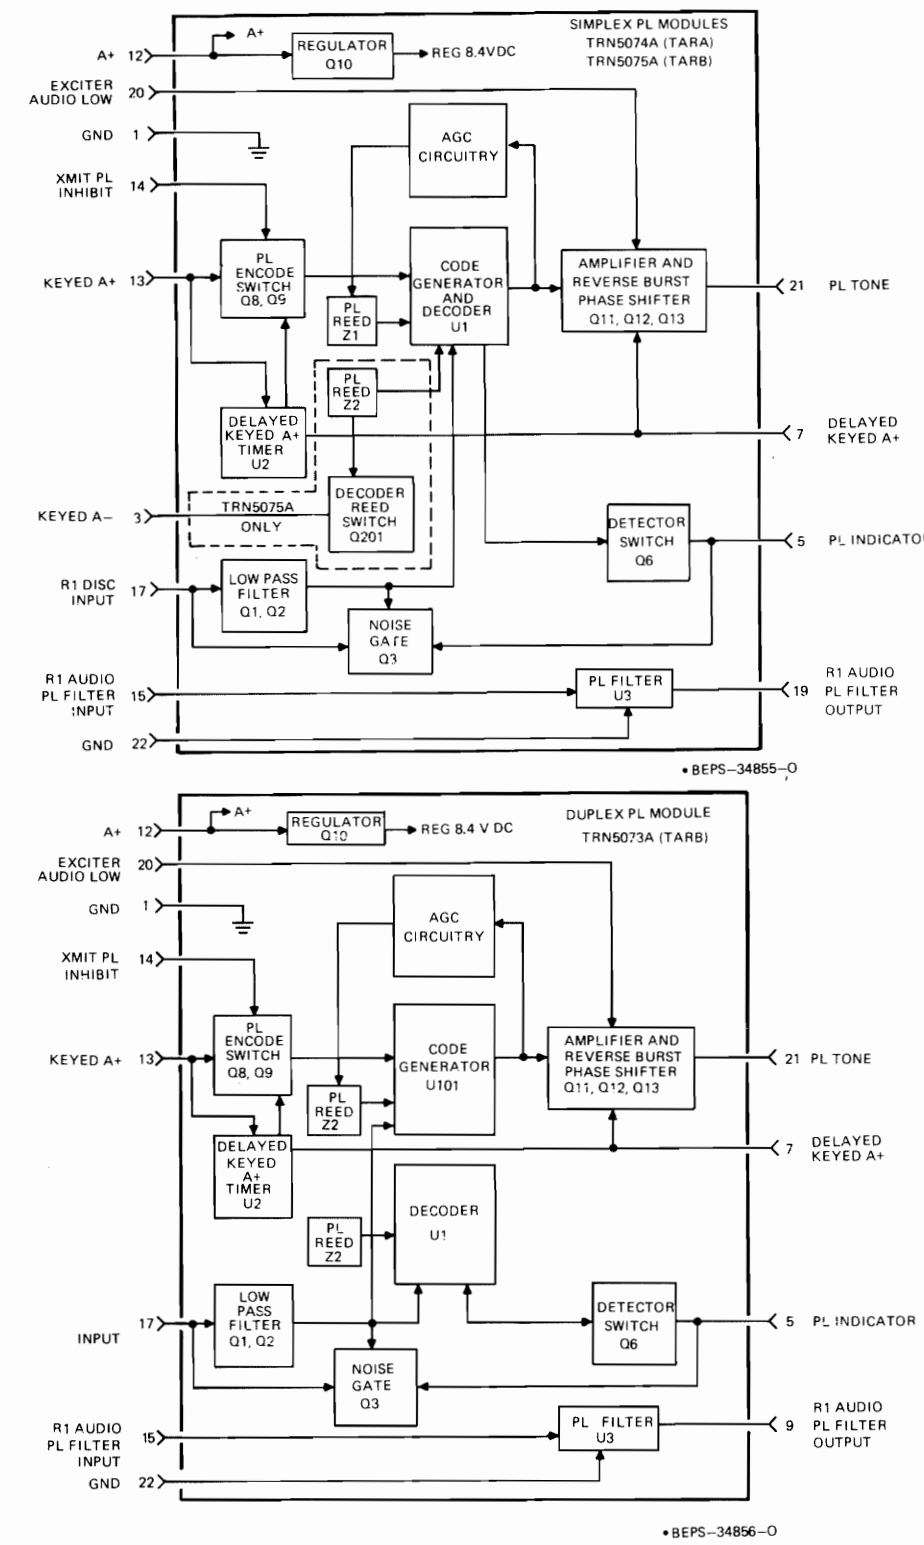 SIMPLEX PL MODULES
TRN5074A (TARA)
TRN5075A (TARB)
A+ 12
A+
REGULATOR
Q10
REG 8.4VDC
EXCITER
AUDIO LOW
20
GND 1
AGC
CIRCUITRY
XMIT PL
INHIBIT
14
PL
ENCODE
SWITCH
Q8, Q9
CODE
GENERATOR
AND
DECODER
U1
AMPLIFIER AND
REVERSE BURST
PHASE SHIFTER
Q11, Q12, Q13
KEYED A+ 13
21 PL TONE
PL
REED
Z1
PL
REED
Z2
DELAYED
KEYED A+
TIMER
U2
7 DELAYED
KEYED A+
DECODER
REED
SWITCH
Q201
TRN5075A
ONLY
KEYED A− 3
DETECTOR
SWITCH
Q6
5 PL INDICATO
R1 DISC
INPUT
17
LOW PASS
FILTER
Q1, Q2
NOISE
GATE
Q3
R1 AUDIO
PL FILTER
INPUT
15
PL FILTER
U3
19
R1 AUDIO
PL FILTER
OUTPUT
GND 22
• BEPS−34855−O
DUPLEX PL MODULE
TRN5073A (TARB)
A+ 12
A+
REGULATOR
Q10
REG 8.4 V DC
EXCITER
AUDIO LOW
20
GND 1
AGC
CIRCUITRY
XMIT PL
INHIBIT
14
PL
ENCODE
SWITCH
Q8, Q9
CODE
GENERATOR
U101
AMPLIFIER AND
REVERSE BURST
PHASE SHIFTER
Q11, Q12, Q13
KEYED A+ 13
21 PL TONE
PL
REED
Z2
DELAYED
KEYED
A+
TIMER
U2
7 DELAYED
KEYED A+
DECODER
U1
PL
REED
Z2
17
INPUT
LOW
PASS
FILTER
Q1, Q2
DETECTOR
SWITCH
Q6
5 PL INDICATOR
NOISE
GATE
Q3
R1 AUDIO
PL FILTER
INPUT
15
PL FILTER
U3
9
R1 AUDIO
PL FILTER
OUTPUT
GND 22
• BEPS−34856−O